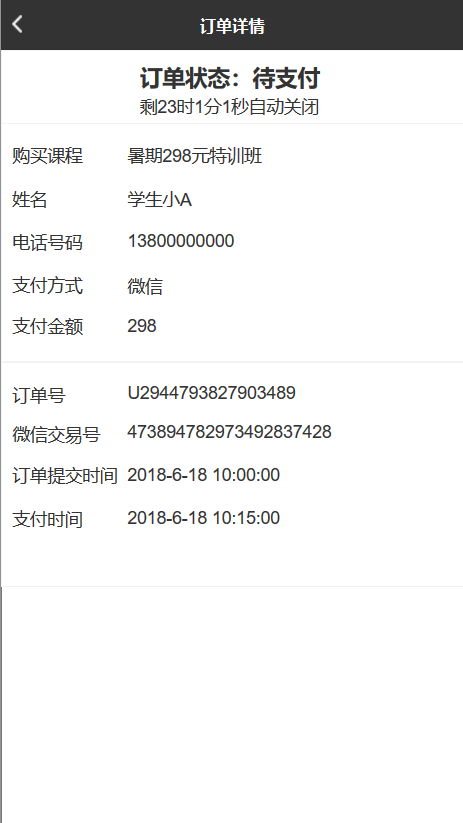 订单详情
订单状态：待支付
剩23时1分1秒自动关闭
购买课程 暑期298元特训班
姓名 学生小A
电话号码 13800000000
支付方式 微信
支付金额 298
订单号 U2944793827903489
微信交易号 473894782973492837428
订单提交时间 2018-6-18 10:00:00
支付时间 2018-6-18 10:15:00